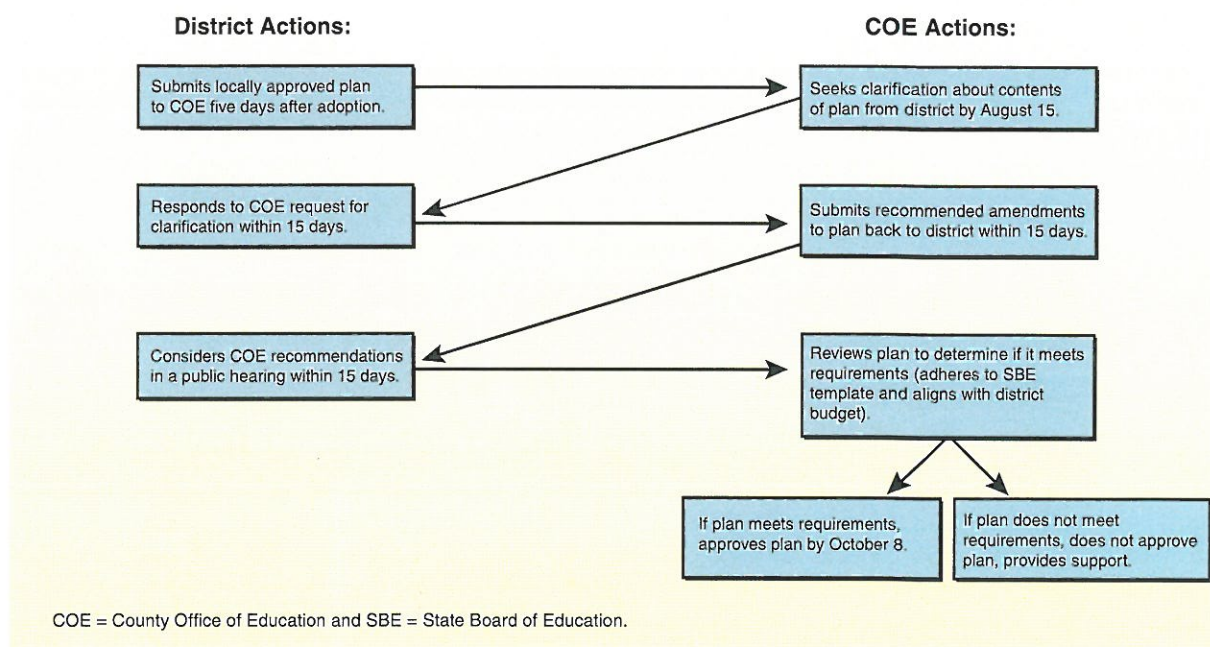 District Actions:
COE Actions:
Submits locally approved plan
to COE five days after adoption.
Seeks clarification about contents
of plan from district by August 15.
Responds to COE request for
clarification within 15 days.
Submits recommended amendments
to plan back to district within 15 days.
Considers COE recommendations
in a public hearing within 15 days.
Reviews plan to determine if it meets
requirements (adheres to SBE
template and aligns with district
budget).
If plan meets requirements,
approves plan by October 8.
If plan does not meet
requirements, does not approve
plan, provides support.
COE = County Office of Education and SBE = State Board of Education.